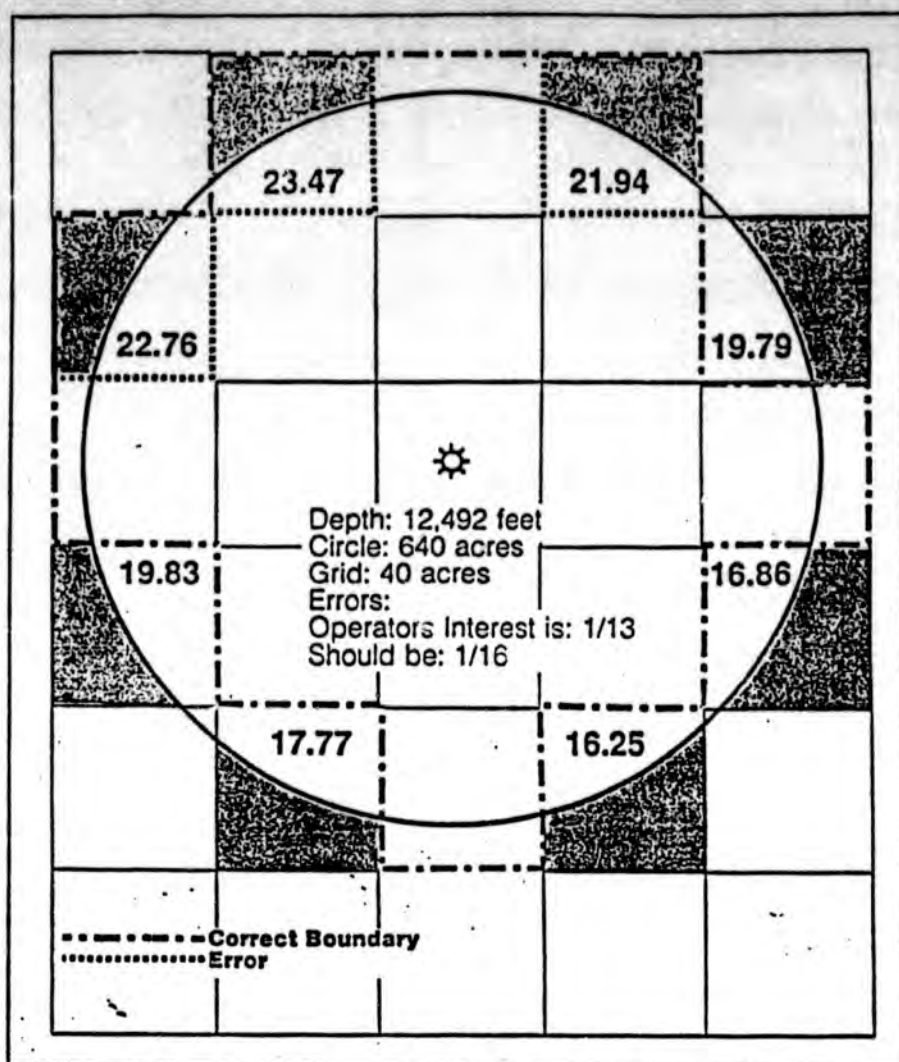 23.47 21.94
22.76 19.79
Depth: 12,492 feet
Circle: 640 acres
19.83 Grid: 40 acres 16.86
Errors:
Operators Interest is: 1/13
Should be: 1/16
17.77 16.25
Correct Boundary
Error